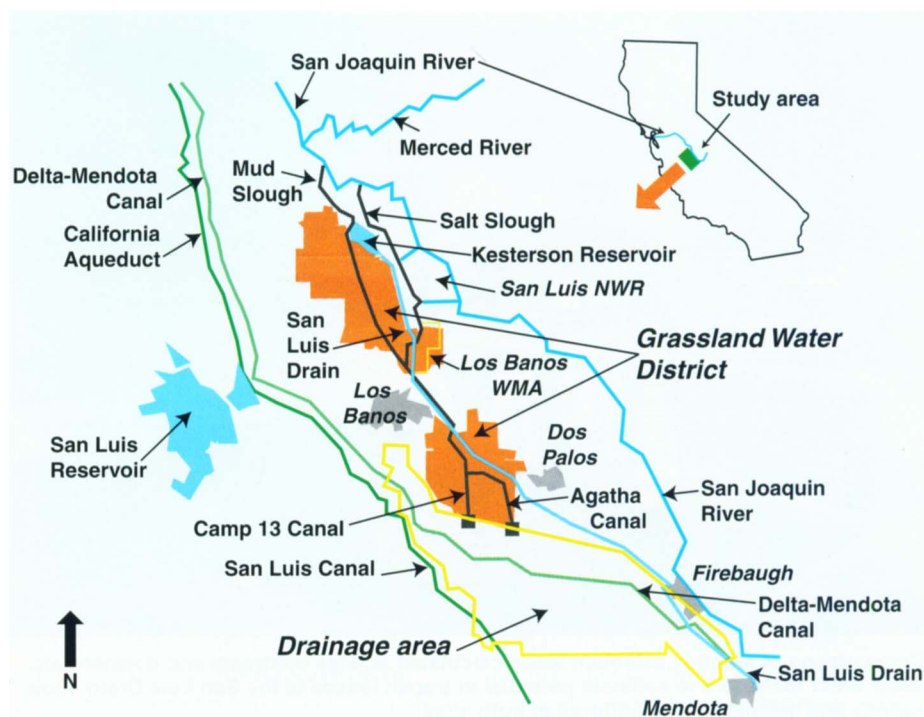 San Joaquin River
Study area
Merced River
Mud
Slough
Delta-Mendota
Canal
Salt Slough
California
Aqueduct
Kesterson Reservoir
San Luis NWR
San
Luis
Drain
Grassland Water
District
Los Banos
WMA
Los
Banos
Dos
Palos
San Luis
Reservoir
San Joaquin
River
Agatha
Canal
Camp 13 Canal
San Luis Canal
Firebaugh
Delta-Mendota
Canal
Drainage area
San Luis Drain
N
Mendota